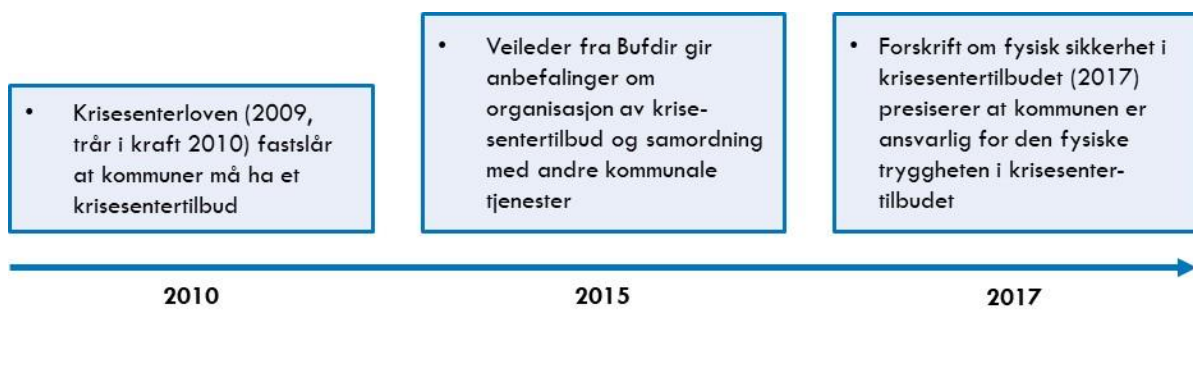 • Krisesenterloven (2009,
trår i kraft 2010) fastslår
at kommuner må ha et
krisesentertilbud
• Veileder fra Bufdir gir
anbefalinger om
organisasjon av krise-
sentertilbud og samordning
med andre kommunale
tjenester
• Forskrift om fysisk sikkerhet i
krisesentertilbudet (2017)
presiserer at kommunen er
ansvarlig for den fysiske
tryggheten i krisesenter-
tilbudet
2010
2015
2017